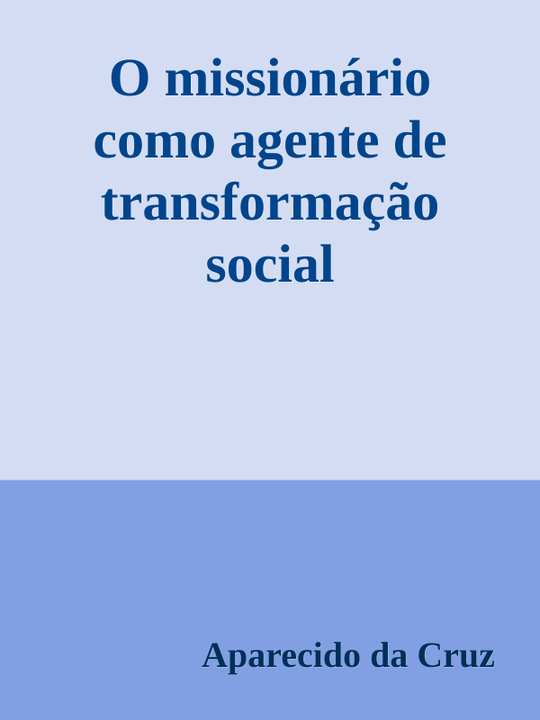 O missionário
como agente de
transformação
social
Aparecido da Cruz